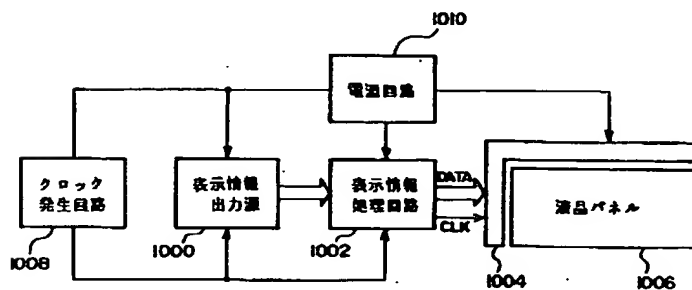 1010
電源回路
クロック
発生回路
1008
表示情報
出力源
1000
表示情報
処理回路
1002
DATA
CLK
1004
液晶パネル
1006